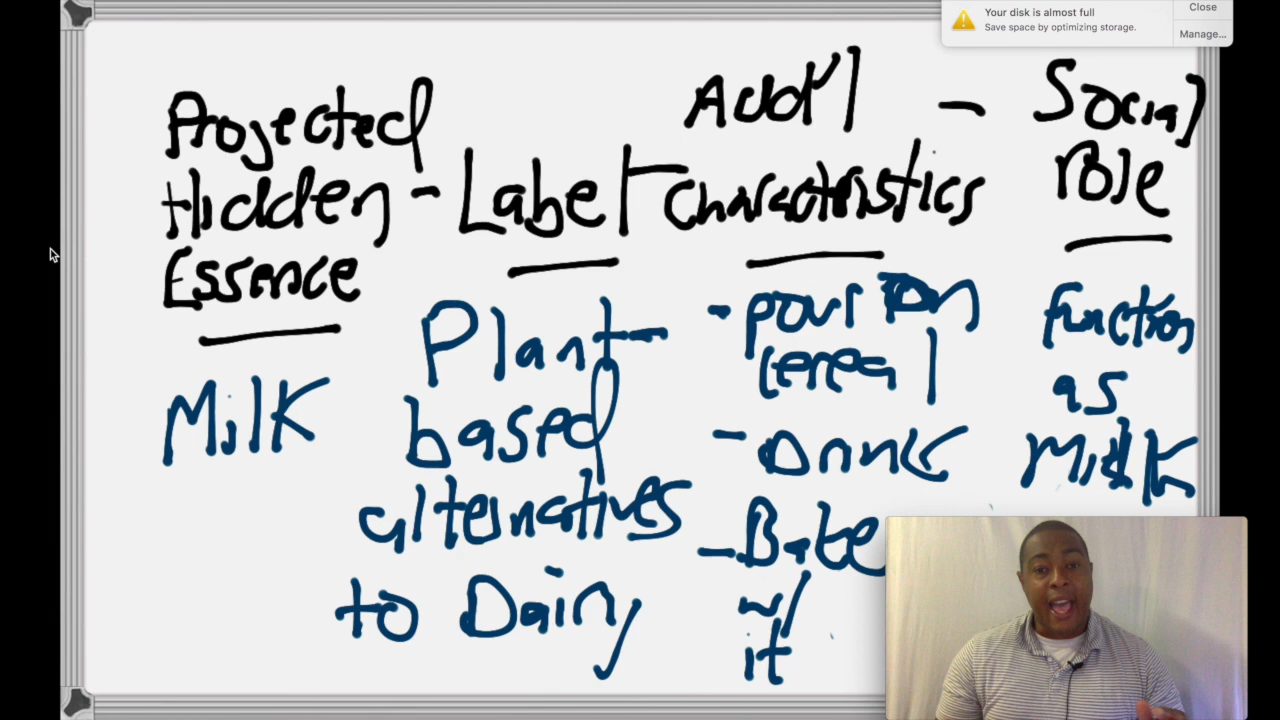 Projected
Hidden
Essence
- Label -
Add'l
Characteristics
- Social
role
Milk
Plant-
based
alternatives
to Dairy
- pour on
cereal
- Drink
- Bake
w/
it
function
as
Milk
Your disk is almost full
Save space by optimizing storage.
Close
Manage...